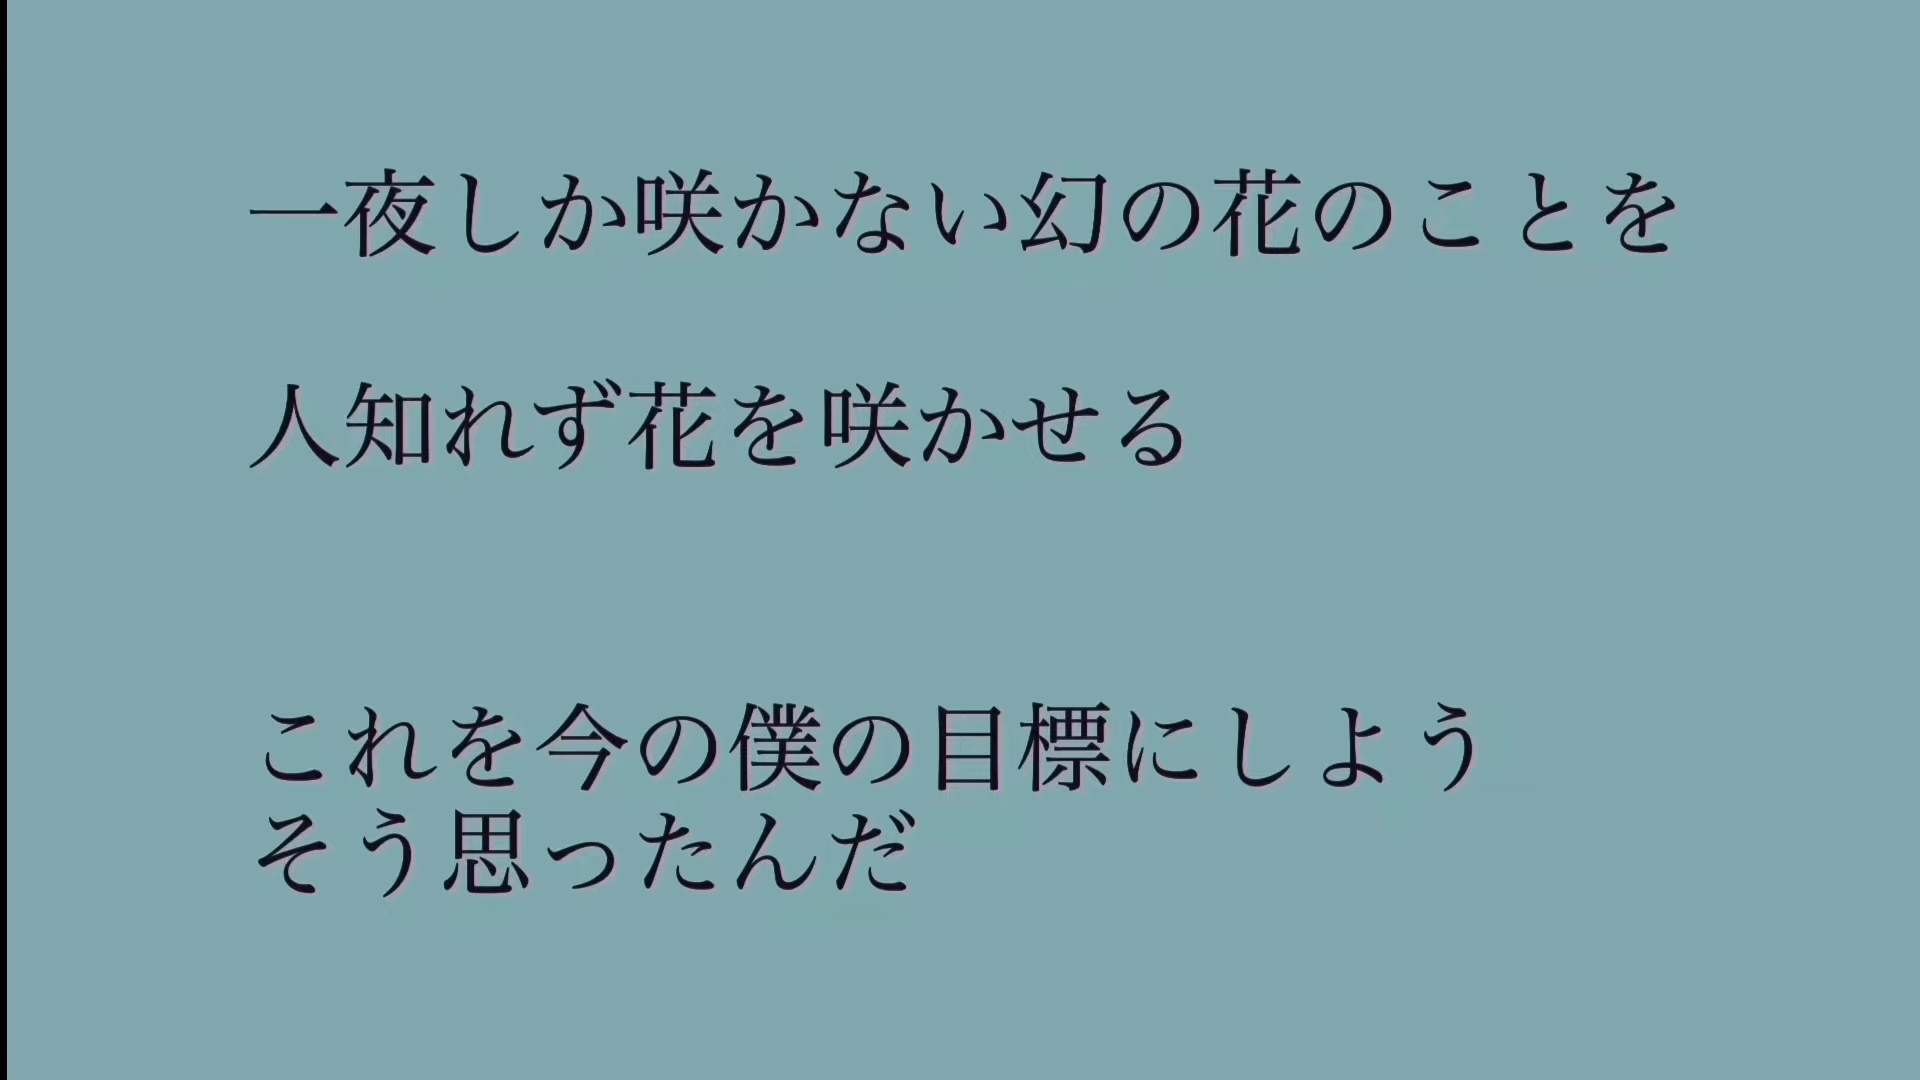 一夜しか咲かない幻の花のことを
人知れず花を咲かせる
これを今の僕の目標にしよう
そう思ったんだ